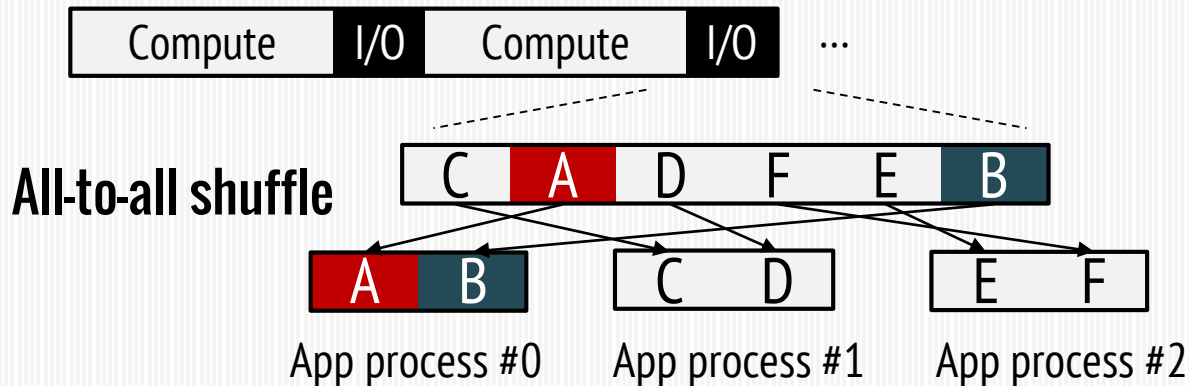 Compute I/O Compute I/O ...
C A D F E B
All-to-all shuffle
A B C D E F
App process #0 App process #1 App process #2